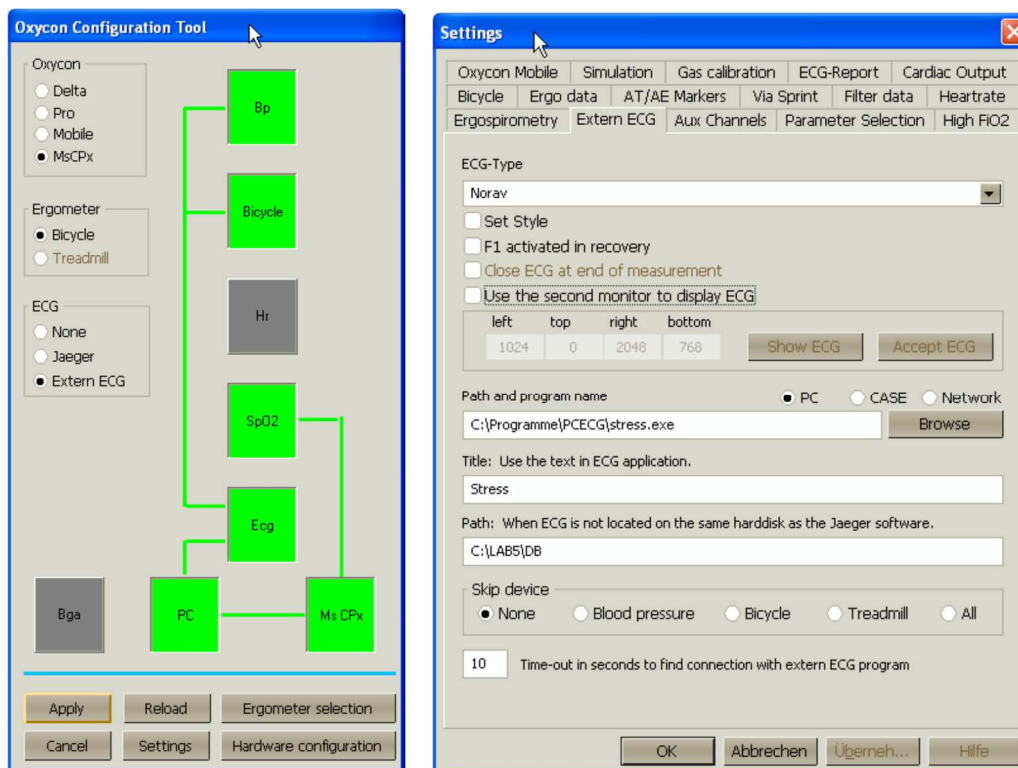 Oxycon Configuration Tool
Oxycon
Delta
Pro
Mobile
MsCPx
Ergometer
Bicycle
Treadmill
ECG
None
Jaeger
Extern ECG
Bp
Bicycle
Hr
SpO2
Ecg
Bga
PC
Ms CPx
Apply
Reload
Ergometer selection
Cancel
Settings
Hardware configuration
Settings
Oxycon Mobile Simulation Gas calibration ECG-Report Cardiac Output
Bicycle Ergo data AT/AE Markers Via Sprint Filter data Heartrate
Ergospirometry Extern ECG Aux Channels Parameter Selection High FiO2
ECG-Type
Norav
Set Style
F1 activated in recovery
Close ECG at end of measurement
Use the second monitor to display ECG
left top right bottom
1024 0 2048 768 Show ECG Accept ECG
Path and program name PC CASE Network
C:\Programme\PCECG\stress.exe Browse
Title: Use the text in ECG application.
Stress
Path: When ECG is not located on the same harddisk as the Jaeger software.
C:\LAB5\DB
Skip device
None Blood pressure Bicycle Treadmill All
10 Time-out in seconds to find connection with extern ECG program
OK Abbrechen Überneh... Hilfe